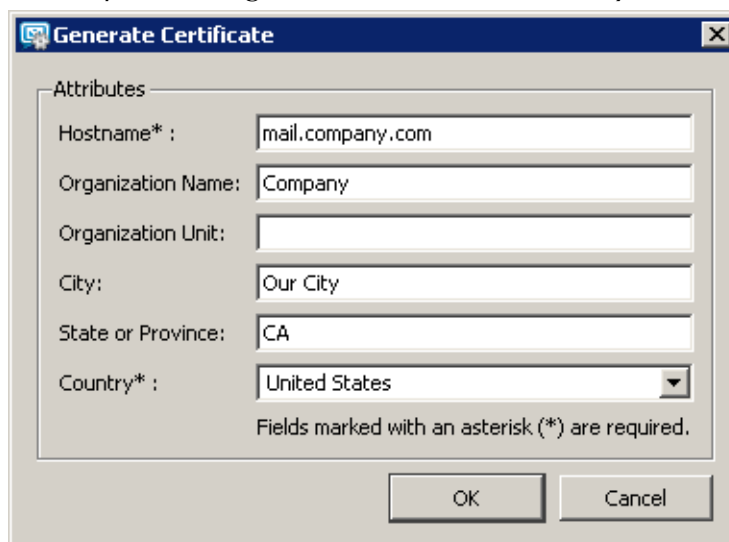 Generate Certificate
Attributes
Hostname* : mail.company.com
Organization Name: Company
Organization Unit:
City: Our City
State or Province: CA
Country* : United States
Fields marked with an asterisk (*) are required.
OK Cancel